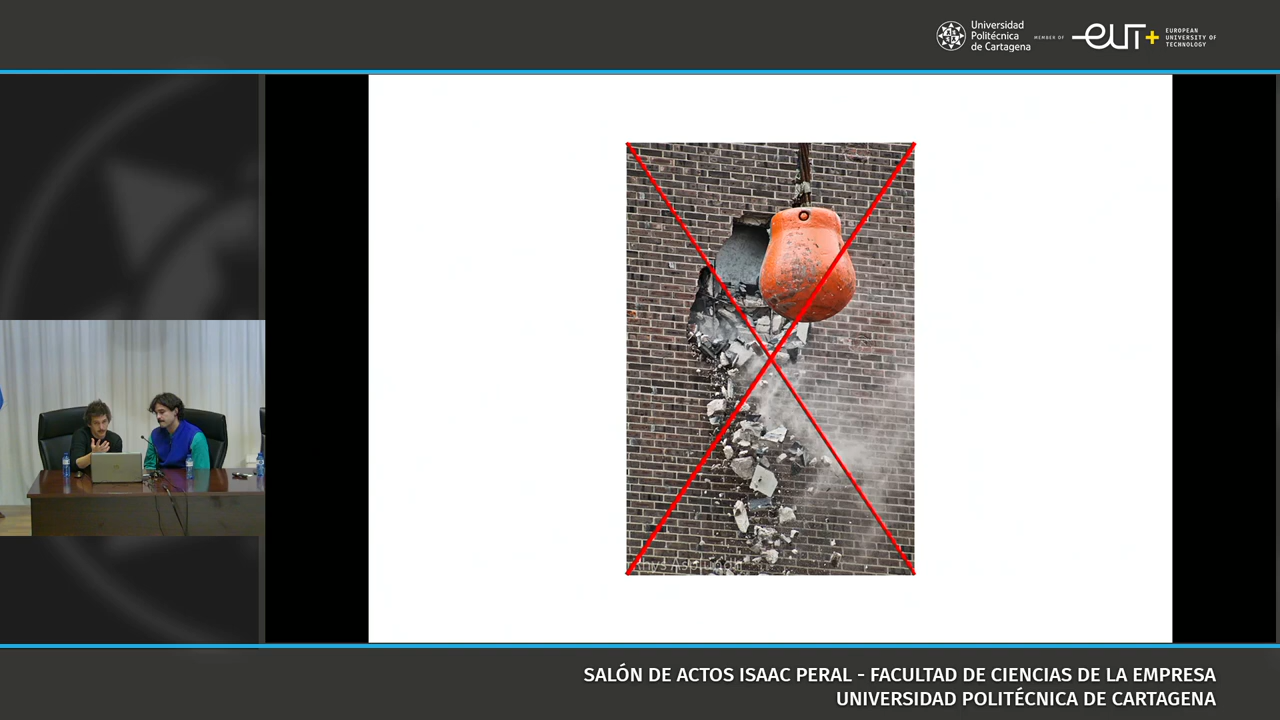 Universidad
Politécnica
de Cartagena
MEMBER OF
EUT+
EUROPEAN
UNIVERSITY OF
TECHNOLOGY
SALÓN DE ACTOS ISAAC PERAL - FACULTAD DE CIENCIAS DE LA EMPRESA
UNIVERSIDAD POLITÉCNICA DE CARTAGENA